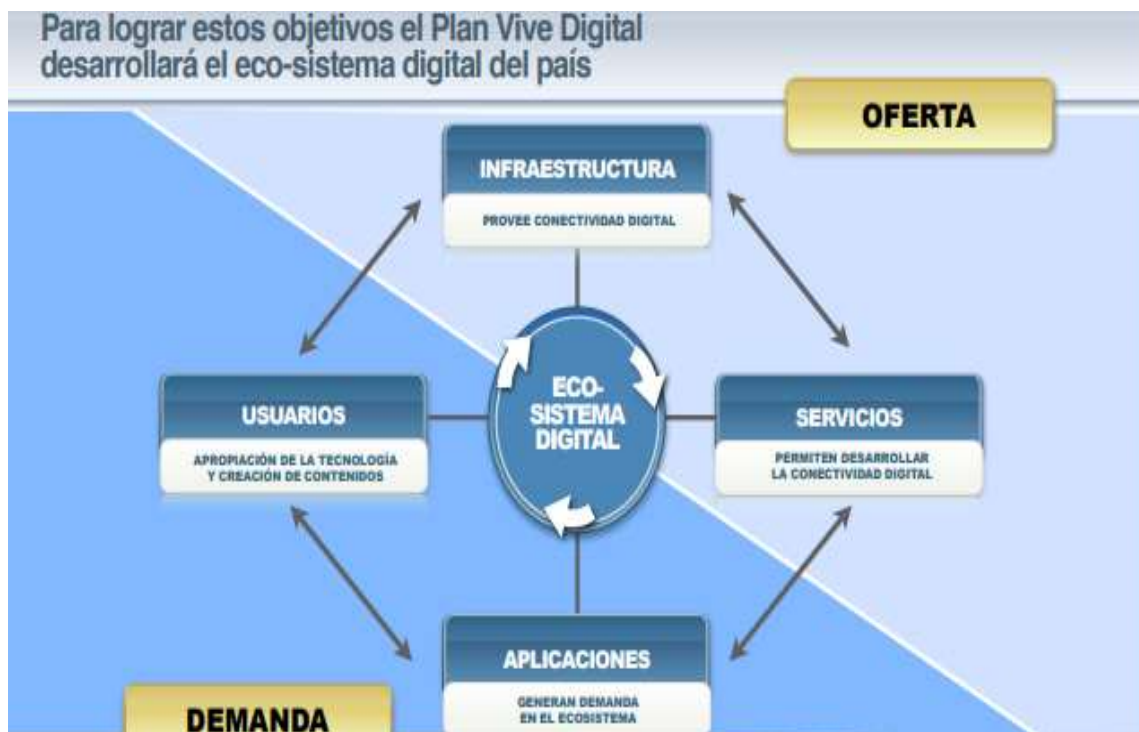 Para lograr estos objetivos el Plan Vive Digital
desarrollará el eco-sistema digital del país
OFERTA
INFRAESTRUCTURA
PROVEE CONECTIVIDAD DIGITAL
USUARIOS
APROPIACIÓN DE LA TECNOLOGÍA
Y CREACIÓN DE CONTENIDOS
ECO-
SISTEMA
DIGITAL
SERVICIOS
PERMITEN DESARROLLAR
LA CONECTIVIDAD DIGITAL
APLICACIONES
GENERAN DEMANDA
EN EL ECOSISTEMA
DEMANDA